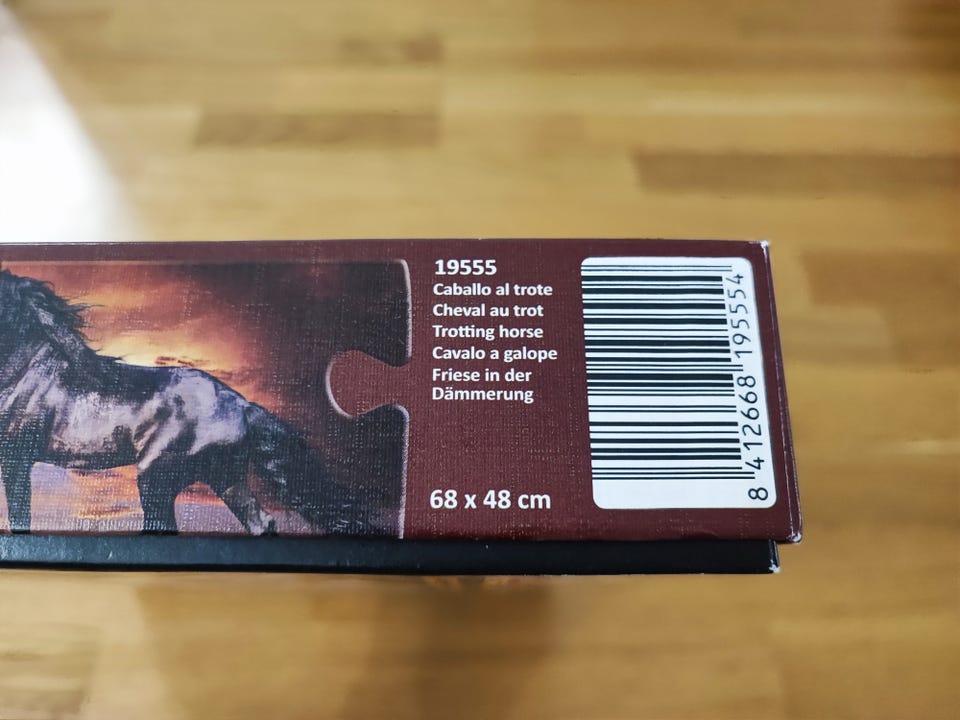 19555
Caballo al trote
Cheval au trot
Trotting horse
Cavalo a galope
Friese in der
Dämmerung
68 x 48 cm
8 412668 195554